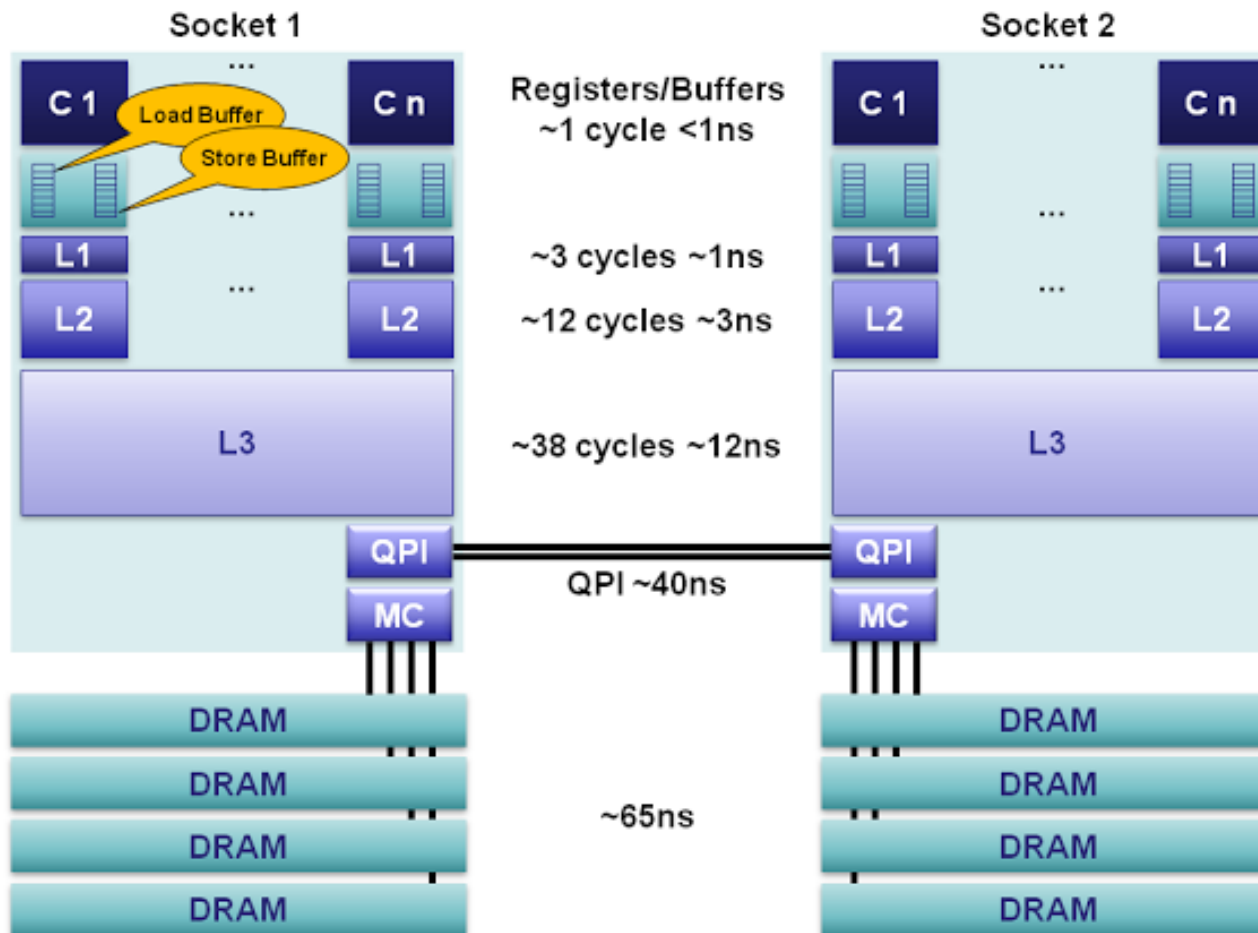 Socket 1
Socket 2
...
...
C 1
C n
Registers/Buffers
~1 cycle <1ns
C 1
C n
Load Buffer
Store Buffer
...
...
L1
L1
~3 cycles ~1ns
L1
L1
...
...
L2
L2
~12 cycles ~3ns
L2
L2
L3
~38 cycles ~12ns
L3
QPI
QPI
QPI ~40ns
MC
MC
DRAM
DRAM
DRAM
DRAM
~65ns
DRAM
DRAM
DRAM
DRAM